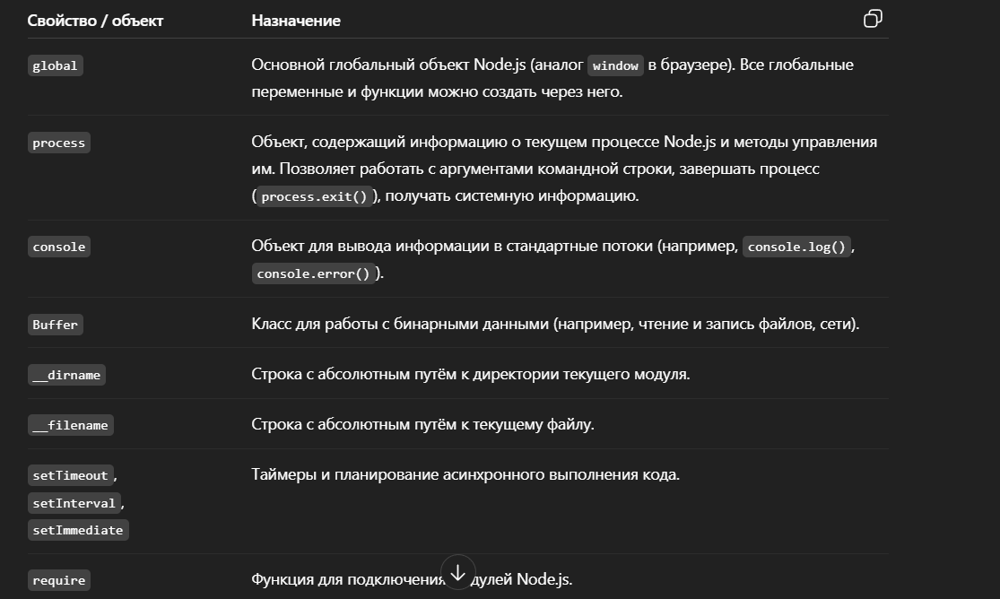 Свойство / объект Назначение
global Основной глобальный объект Node.js (аналог window в браузере). Все глобальные
переменные и функции можно создать через него.
process Объект, содержащий информацию о текущем процессе Node.js и методы управления
им. Позволяет работать с аргументами командной строки, завершать процесс
(process.exit()), получать системную информацию.
console Объект для вывода информации в стандартные потоки (например, console.log(),
console.error()).
Buffer Класс для работы с бинарными данными (например, чтение и запись файлов, сети).
__dirname Строка с абсолютным путём к директории текущего модуля.
__filename Строка с абсолютным путём к текущему файлу.
setTimeout, Таймеры и планирование асинхронного выполнения кода.
setInterval,
setImmediate
require Функция для подключения дулей Node.js.